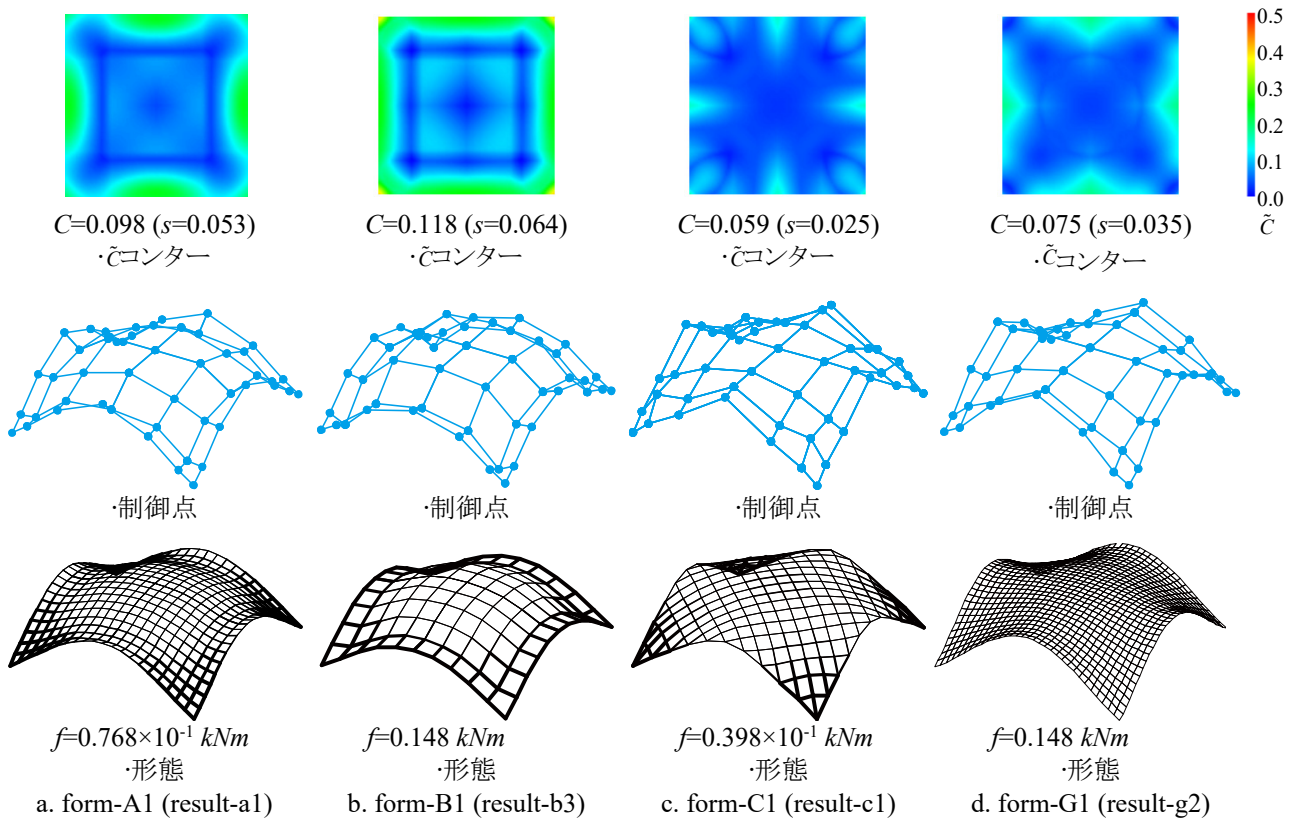 0.5
0.4
0.3
0.2
0.1
0.0
C̃
C=0.098 (s=0.053)
C=0.118 (s=0.064)
C=0.059 (s=0.025)
C=0.075 (s=0.035)
·C̃コンター
·C̃コンター
·C̃コンター
·C̃コンター
·制御点
·制御点
·制御点
·制御点
f=0.768×10⁻¹ kNm
f=0.148 kNm
f=0.398×10⁻¹ kNm
f=0.148 kNm
·形態
·形態
·形態
·形態
a. form-A1 (result-a1)
b. form-B1 (result-b3)
c. form-C1 (result-c1)
d. form-G1 (result-g2)